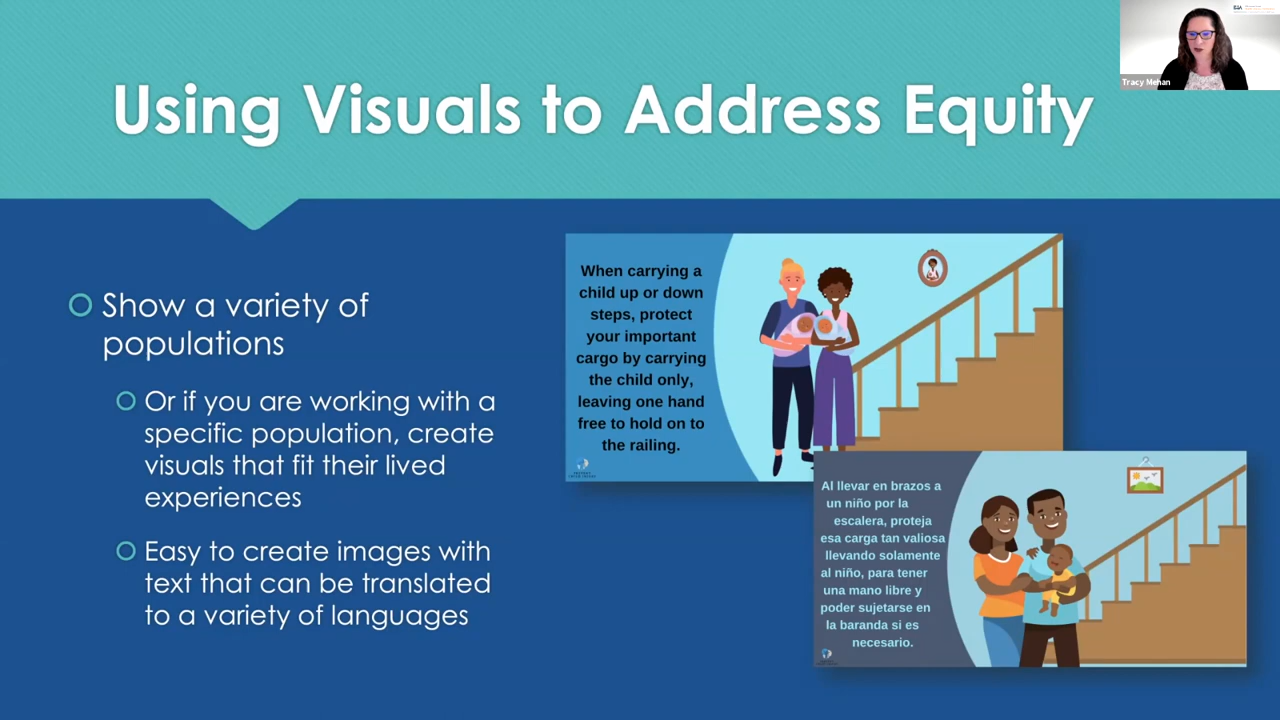 Using Visuals to Address Equity
Tracy Mehan
Show a variety of
populations
Or if you are working with a
specific population, create
visuals that fit their lived
experiences
Easy to create images with
text that can be translated
to a variety of languages
When carrying a
child up or down
steps, protect
your important
cargo by carrying
the child only,
leaving one hand
free to hold on to
the railing.
Al llevar en brazos a
un niño por la
escalera, proteja
esa carga tan valiosa
llevando solamente
al niño, para tener
una mano libre y
poder sujetarse en
la baranda si es
necesario.